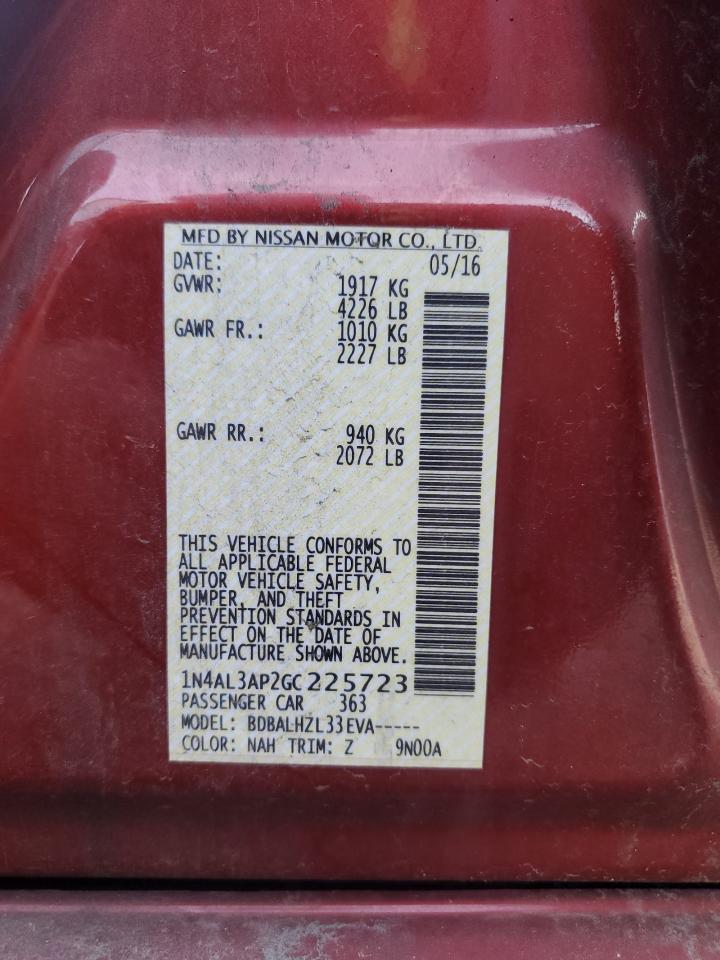 MFD BY NISSAN MOTOR CO., LTD.
DATE: 05/16
GVWR: 1917 KG
4226 LB
GAWR FR.: 1010 KG
2227 LB
GAWR RR.: 940 KG
2072 LB
THIS VEHICLE CONFORMS TO
ALL APPLICABLE FEDERAL
MOTOR VEHICLE SAFETY,
BUMPER, AND THEFT
PREVENTION STANDARDS IN
EFFECT ON THE DATE OF
MANUFACTURE SHOWN ABOVE.
1N4AL3AP2GC225723
PASSENGER CAR 363
MODEL: BDBALHZL33EVA-----
COLOR: NAH TRIM: Z 9N00A